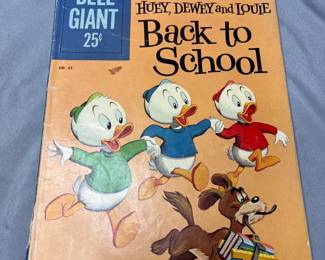 DELL
GIANT
25¢
HUEY, DEWEY and LOUIE
Back to
School